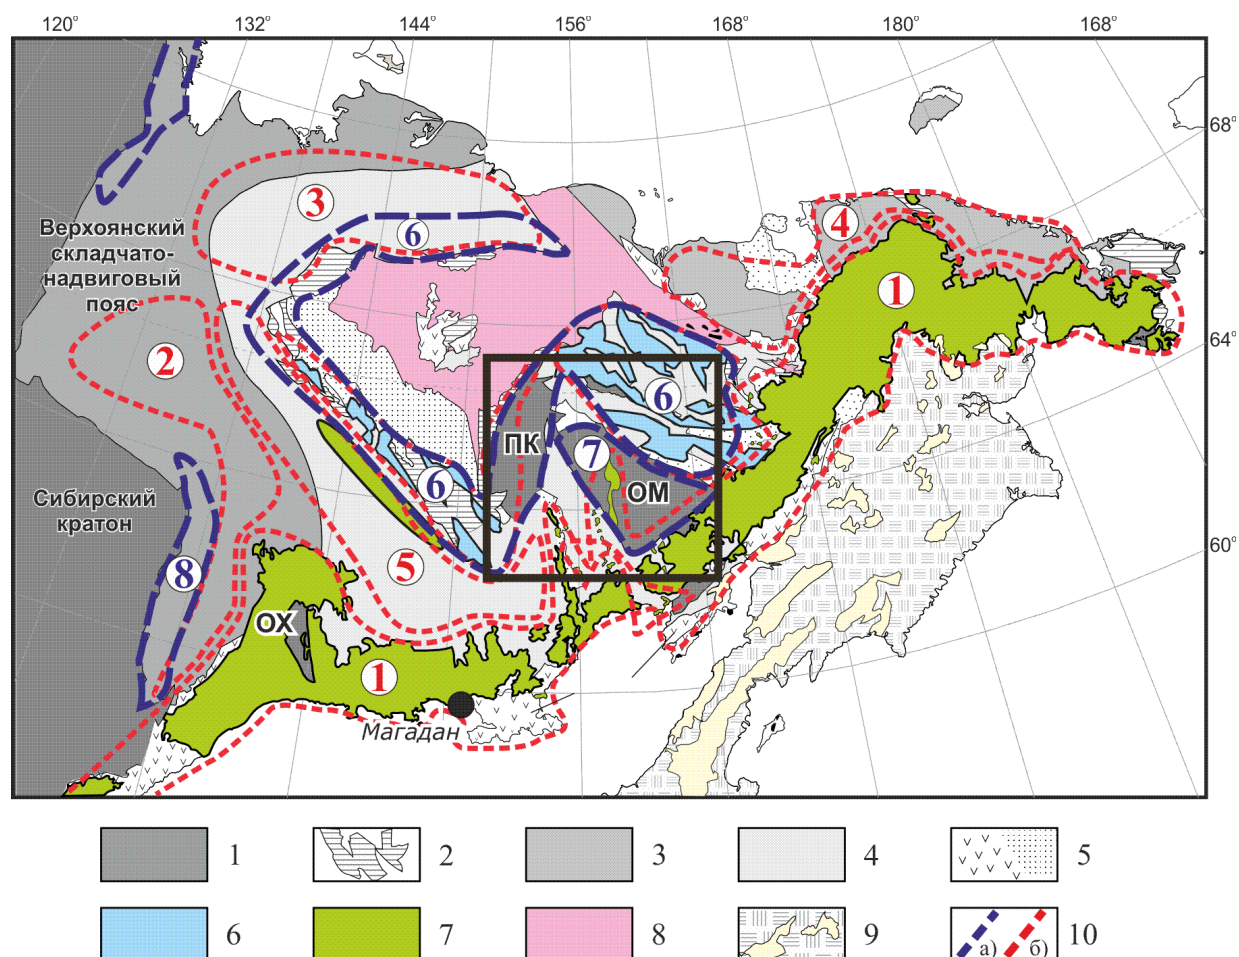 120° 132° 144° 156° 168° 180° 168°
68°
3
4
Верхоянский
складчато-
надвиговый
пояс
6
1
64°
2
6
ПК
7
ОМ
6
Сибирский
кратон
60°
8
5
ОХ
1
Магадан
1 2 3 4 5
6 7 8 9 а) б) 10